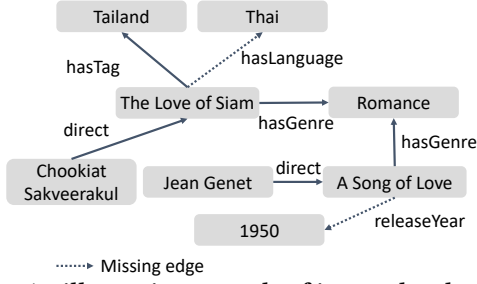 Tailand
Thai
hasTag
hasLanguage
The Love of Siam
Romance
hasGenre
direct
hasGenre
Chookiat
Sakveerakul
Jean Genet
direct
A Song of Love
1950
releaseYear
Missing edge